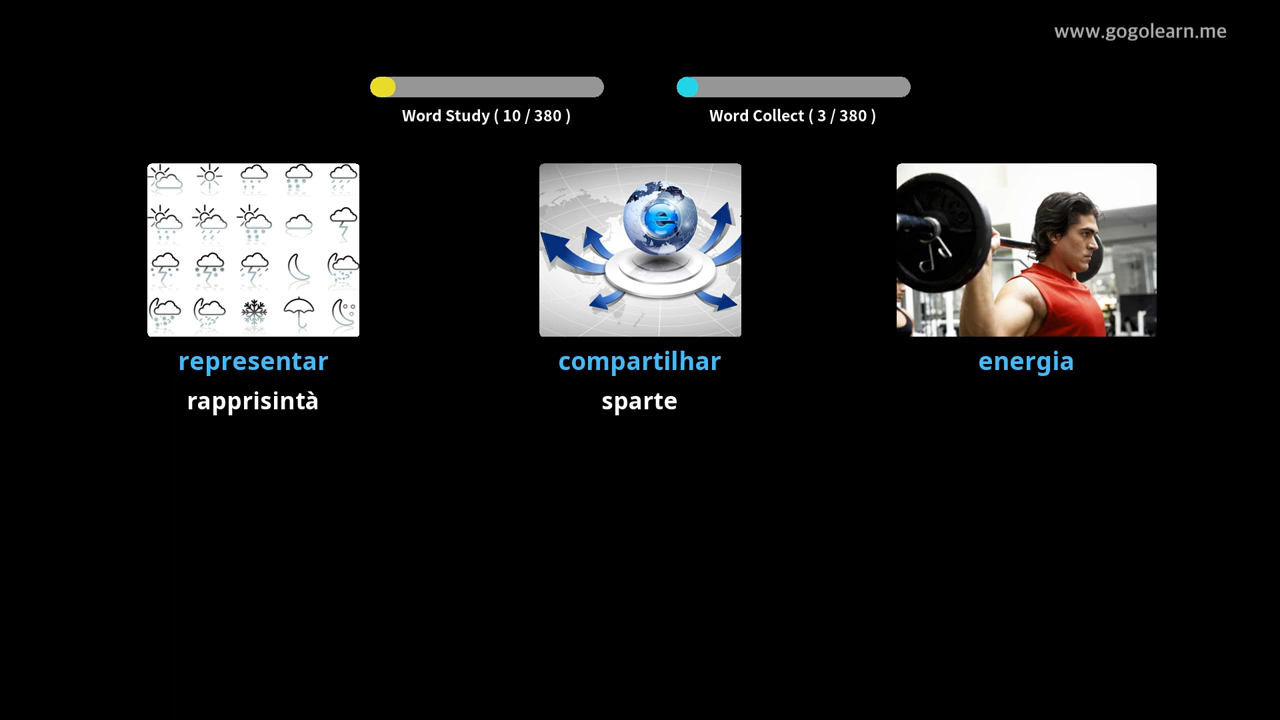 www.gogolearn.me
Word Study ( 10 / 380 )
Word Collect ( 3 / 380 )
e
representar
compartilhar
energia
rapprisintà
sparte